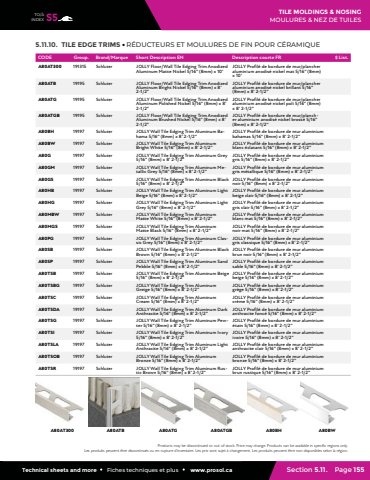 TOIS
INDEX S5
TILE MOLDINGS & NOSING
MOULURES & NEZ DE TUILES
5.11.10. TILE EDGE TRIMS • RÉDUCTEURS ET MOULURES DE FIN POUR CÉRAMIQUE
CODE Group. Brand/Marque Short Description EN Description courte FR $ List.
A80AT300 Schluter JOLLY Floor/Wall Tile Edging Trim Anodized JOLLY Profilé de bordure de mur/plancher
Aluminum Matte Nickel 5/16" (8mm) x 10' aluminium anodisé nickel mat 5/16" (8mm)
x 10'
A80ATB 19195 Schluter JOLLY Floor/Wall Tile Edging Trim Anodized JOLLY Profilé de bordure de mur/plancher
Aluminum Bright Nickel 5/16" (8mm) x 8' aluminium anodisé nickel brillant 5/16"
2-1/2" (8mm) x 8' 2-1/2"
A80ATG 19195 Schluter JOLLY Floor/Wall Tile Edging Trim Anodized JOLLY Profilé de bordure de mur/plancher
Aluminum Polished Nickel 5/16" (8mm) x 8' aluminium anodisé nickel poli 5/16" (8mm)
2-1/2" x 8' 2-1/2"
A80ATGB 19195 Schluter JOLLY Floor/Wall Tile Edging Trim Anodized JOLLY Profilé de bordure de mur/planch-
Aluminum Brushed Nickel 5/16" (8mm) x 8' er aluminium anodisé nickel brossé 5/16"
2-1/2" (8mm) x 8' 2-1/2"
A80BH 19197 Schluter JOLLY Wall Tile Edging Trim Aluminum Ba- JOLLY Profilé de bordure de mur aluminium
hama 5/16" (8mm) x 8' 2-1/2" bahamas 5/16" (8mm) x 8' 2-1/2"
A80BW 19197 Schluter JOLLY Wall Tile Edging Trim Aluminum JOLLY Profilé de bordure de mur aluminium
Bright White 5/16" (8mm) x 8' 2-1/2" blanc éclatant 5/16" (8mm) x 8' 2-1/2"
A80G 19197 Schluter JOLLY Wall Tile Edging Trim Aluminum Grey JOLLY Profilé de bordure de mur aluminium
5/16" (8mm) x 8' 2-1/2" gris 5/16" (8mm) x 8' 2-1/2"
A80GM 19197 Schluter JOLLY Wall Tile Edging Trim Aluminum Me- JOLLY Profilé de bordure de mur aluminium
tallic Grey 5/16" (8mm) x 8' 2-1/2" gris métallique 5/16" (8mm) x 8' 2-1/2"
A80GS 19197 Schluter JOLLY Wall Tile Edging Trim Aluminum Black JOLLY Profilé de bordure de mur aluminium
5/16" (8mm) x 8' 2-1/2" noir 5/16" (8mm) x 8' 2-1/2"
A80HB 19197 Schluter JOLLY Wall Tile Edging Trim Aluminum Light JOLLY Profilé de bordure de mur aluminium
Beige 5/16" (8mm) x 8' 2-1/2" beige clair 5/16" (8mm) x 8' 2-1/2"
A80HG 19197 Schluter JOLLY Wall Tile Edging Trim Aluminum Light JOLLY Profilé de bordure de mur aluminium
Grey 5/16" (8mm) x 8' 2-1/2" gris clair 5/16" (8mm) x 8' 2-1/2"
A80MBW 19197 Schluter JOLLY Wall Tile Edging Trim Aluminum JOLLY Profilé de bordure de mur aluminium
Matte White 5/16" (8mm) x 8' 2-1/2" blanc mat 5/16" (8mm) x 8' 2-1/2"
A80MGS 19197 Schluter JOLLY Wall Tile Edging Trim Aluminum JOLLY Profilé de bordure de mur aluminium
Matte Black 5/16" (8mm) x 8' 2-1/2" noir mat 5/16" (8mm) x 8' 2-1/2"
A80PG 19197 Schluter JOLLY Wall Tile Edging Trim Aluminum Clas- JOLLY Profilé de bordure de mur aluminium
sic Grey 5/16" (8mm) x 8' 2-1/2" gris classique 5/16" (8mm) x 8' 2-1/2"
A80SB 19197 Schluter JOLLY Wall Tile Edging Trim Aluminum Black JOLLY Profilé de bordure de mur aluminium
Brown 5/16" (8mm) x 8' 2-1/2" brun noir 5/16" (8mm) x 8' 2-1/2"
A80SP 19197 Schluter JOLLY Wall Tile Edging Trim Aluminum Sand JOLLY Profilé de bordure de mur aluminium
Pebble 5/16" (8mm) x 8' 2-1/2" sable 5/16" (8mm) x 8' 2-1/2"
A80TSB 19197 Schluter JOLLY Wall Tile Edging Trim Aluminum Beige JOLLY Profilé de bordure de mur aluminium
5/16" (8mm) x 8' 2-1/2" beige 5/16" (8mm) x 8' 2-1/2"
A80TSBG 19197 Schluter JOLLY Wall Tile Edging Trim Aluminum JOLLY Profilé de bordure de mur aluminium
Greige 5/16" (8mm) x 8' 2-1/2" grège 5/16" (8mm) x 8' 2-1/2"
A80TSC 19197 Schluter JOLLY Wall Tile Edging Trim Aluminum JOLLY Profilé de bordure de mur aluminium
Cream 5/16" (8mm) x 8' 2-1/2" crème 5/16" (8mm) x 8' 2-1/2"
A80TSDA 19197 Schluter JOLLY Wall Tile Edging Trim Aluminum Dark JOLLY Profilé de bordure de mur aluminium
Anthracite 5/16" (8mm) x 8' 2-1/2" anthracite foncé 5/16" (8mm) x 8' 2-1/2"
A80TSG 19197 Schluter JOLLY Wall Tile Edging Trim Aluminum Pew- JOLLY Profilé de bordure de mur aluminium
ter 5/16" (8mm) x 8' 2-1/2" étain 5/16" (8mm) x 8' 2-1/2"
A80TSI 19197 Schluter JOLLY Wall Tile Edging Trim Aluminum Ivory JOLLY Profilé de bordure de mur aluminium
5/16" (8mm) x 8' 2-1/2" ivoire 5/16" (8mm) x 8' 2-1/2"
A80TSLA 19197 Schluter JOLLY Wall Tile Edging Trim Aluminum Light JOLLY Profilé de bordure de mur aluminium
Anthracite 5/16" (8mm) x 8' 2-1/2" anthracite clair 5/16" (8mm) x 8' 2-1/2"
A80TSOB 19197 Schluter JOLLY Wall Tile Edging Trim Aluminum JOLLY Profilé de bordure de mur aluminium
Bronze 5/16" (8mm) x 8' 2-1/2" bronze 5/16" (8mm) x 8' 2-1/2"
A80TSR 19197 Schluter JOLLY Wall Tile Edging Trim Aluminum Rus- JOLLY Profilé de bordure de mur aluminium
tic Brown 5/16" (8mm) x 8' 2-1/2" brun rustique 5/16" (8mm) x 8' 2-1/2"
A80AT300 A80ATB A80ATG A80ATGB A80BH A80BW
Products may be discontinued or out of stock. Price may change. Products can be available in specific regions only.
Les produits peuvent être discontinués ou en rupture d'inventaire. Les prix sont sujets à changement. Les produits peuvent être non disponibles selon la région.
Technical sheets and more • Fiches techniques et plus • www.prosol.ca Section 5.11. Page 155